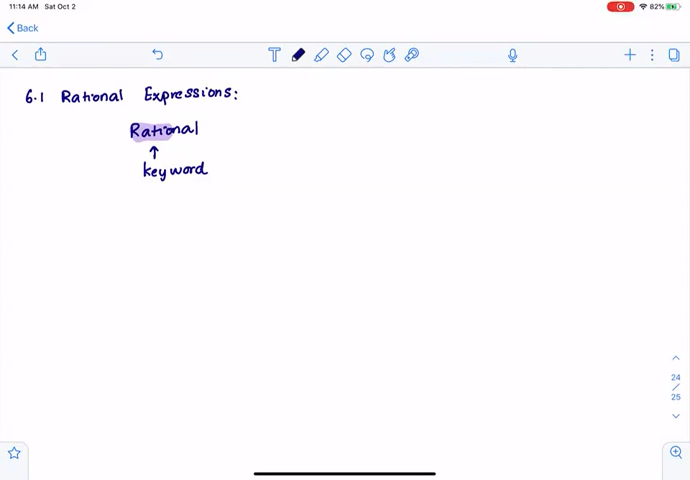 11:14 AM Sat Oct 2
82%
Back
T
6.1 Rational Expressions:
Rational
↑
keyword
24
/
25